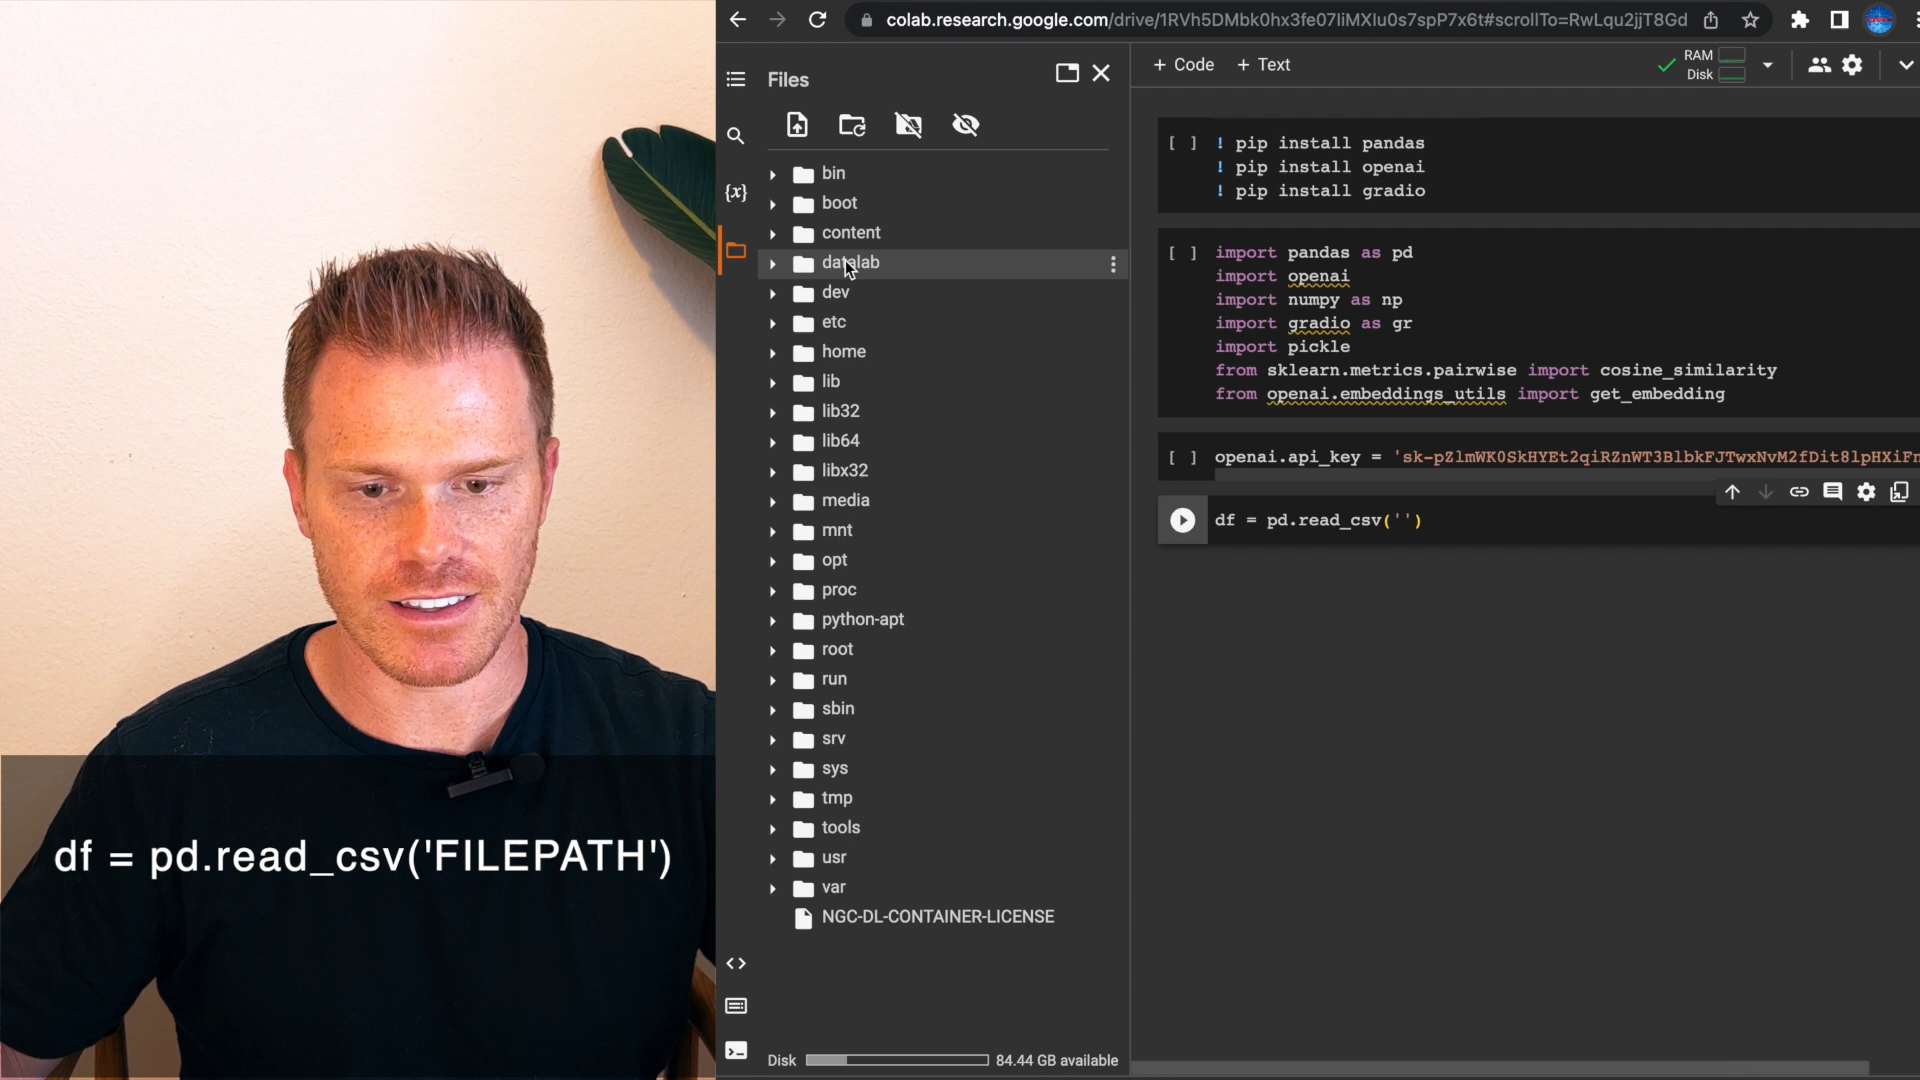 colab.research.google.com/drive/1RVh5DMbk0hx3fe07liMXlu0s7spP7x6t#scrollTo=RwLqu2jjT8Gd
Files
+ Code + Text
RAM
Disk
{x}
bin
boot
content
datalab
dev
etc
home
lib
lib32
lib64
libx32
media
mnt
opt
proc
python-apt
root
run
sbin
srv
sys
tmp
tools
usr
var
NGC-DL-CONTAINER-LICENSE
Disk 84.44 GB available
[ ] ! pip install pandas
! pip install openai
! pip install gradio
[ ] import pandas as pd
import openai
import numpy as np
import gradio as gr
import pickle
from sklearn.metrics.pairwise import cosine_similarity
from openai.embeddings_utils import get_embedding
[ ] openai.api_key = '
df = pd.read_csv('')
df = pd.read_csv('FILEPATH')